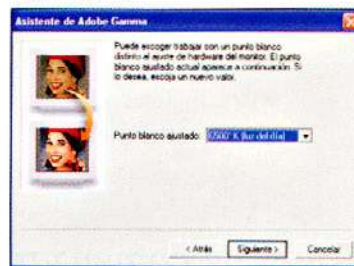 Asistente de Adobe Gamma
Puede escoger trabajar con un punto blanco
distinto al ajuste de hardware del monitor. El punto
blanco ajustado actual aparece a continuación. Si
lo desea, escoja un nuevo valor.
Punto blanco ajustado: 6500° K (luz del día)
< Atrás
Siguiente >
Cancelar